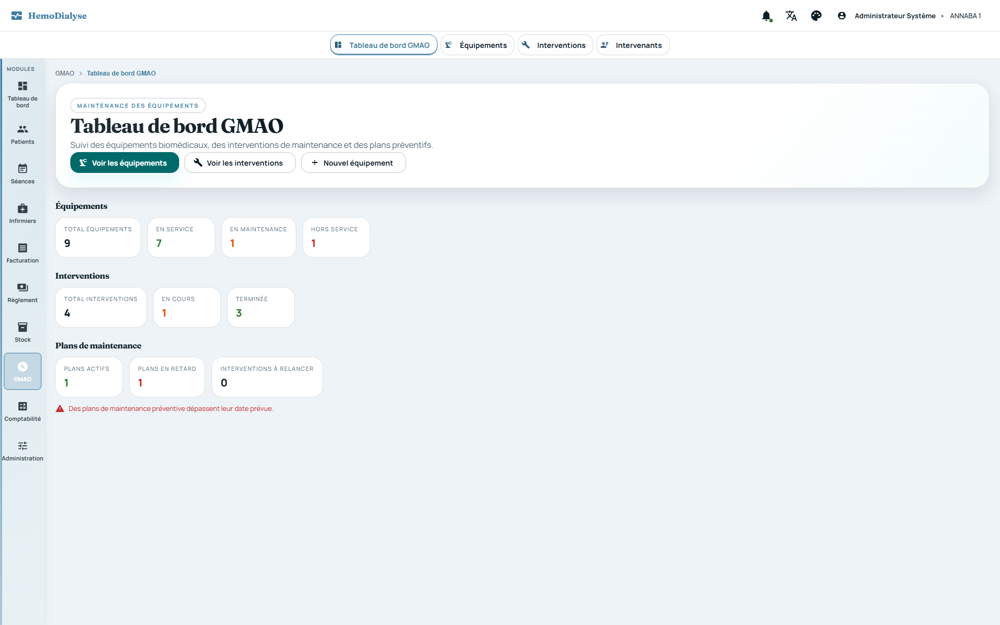 HemoDialyse
Administrateur Système • ANNABA 1
Tableau de bord GMAO
Équipements
Interventions
Intervenants
MODULES
Tableau de
bord
Patients
Séances
Infirmiers
Facturation
Règlement
Stock
GMAO
Comptabilité
Administration
GMAO > Tableau de bord GMAO
MAINTENANCE DES ÉQUIPEMENTS
Tableau de bord GMAO
Suivi des équipements biomédicaux, des interventions de maintenance et des plans préventifs.
Voir les équipements
Voir les interventions
+ Nouvel équipement
Équipements
TOTAL ÉQUIPEMENTS
9
EN SERVICE
7
EN MAINTENANCE
1
HORS SERVICE
1
Interventions
TOTAL INTERVENTIONS
4
EN COURS
1
TERMINÉE
3
Plans de maintenance
PLANS ACTIFS
1
PLANS EN RETARD
1
INTERVENTIONS À RELANCER
0
Des plans de maintenance préventive dépassent leur date prévue.